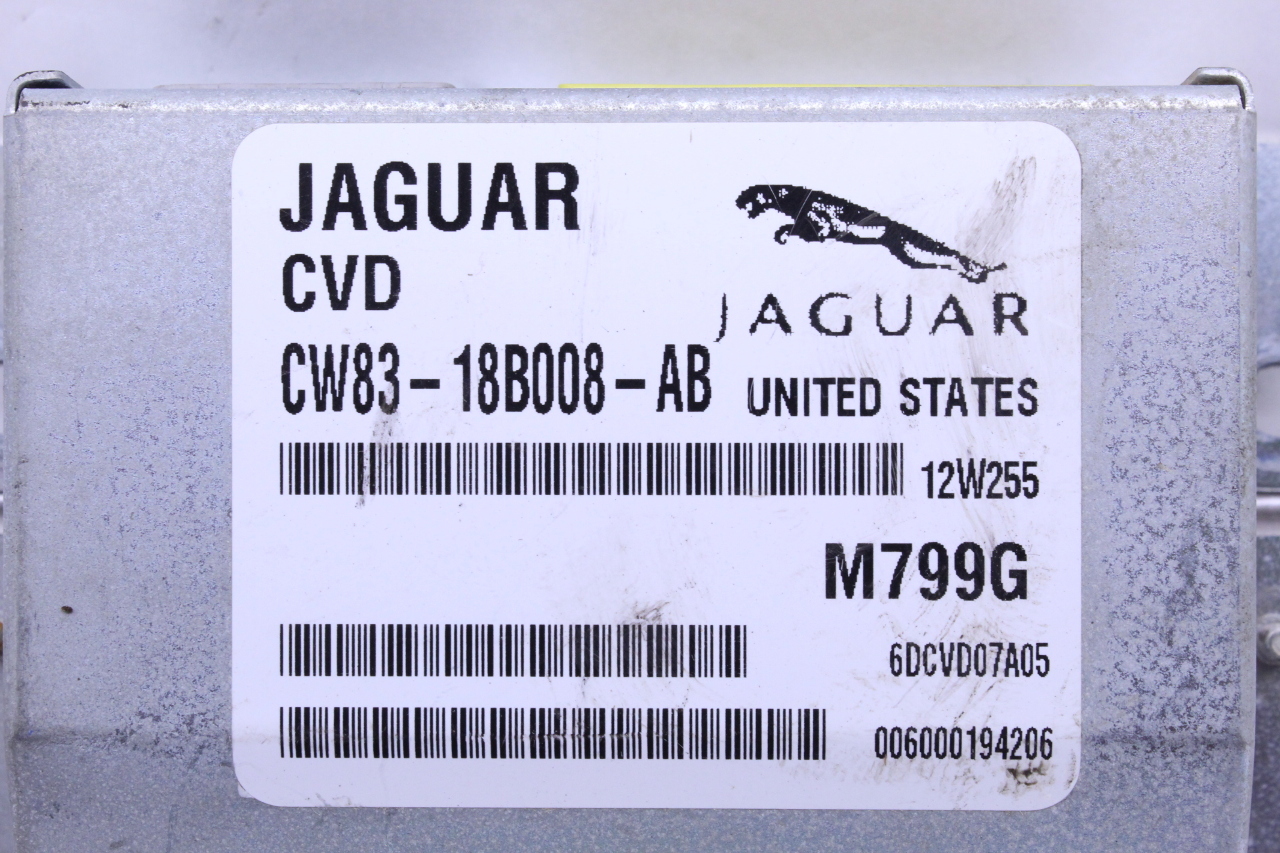 JAGUAR
CVD
JAGUAR
CW83-18B008-AB
UNITED STATES
12W255
M799G
6DCVD07A05
006000194206